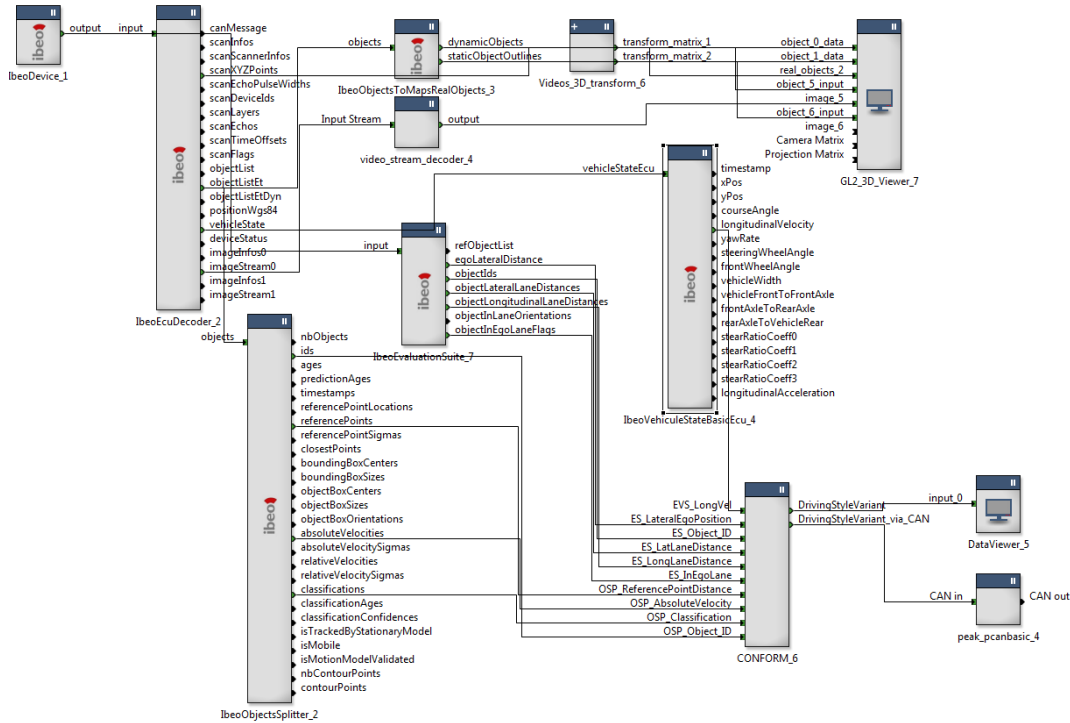 output
ibeo
IbeoDevice_1
input
canMessage
scanInfos
scanScannerInfos
scanXYZPoints
scanEchoPulseWidths
scanDeviceIds
scanLayers
scanEchos
scanTimeOffsets
scanFlags
objectList
objectListEt
objectListEtDyn
positionWgs84
vehicleState
deviceStatus
imageInfos0
imageStream0
imageInfos1
imageStream1
ibeo
IbeoEcuDecoder_2
objects
dynamicObjects
staticObjectOutlines
ibeo
IbeoObjectsToMapsRealObjects_3
Input Stream
output
video_stream_decoder_4
transform_matrix_1
transform_matrix_2
Videos_3D_transform_6
object_0_data
object_1_data
real_objects_2
object_5_input
image_5
object_6_input
image_6
Camera Matrix
Projection Matrix
GL2_3D_Viewer_7
input
refObjectList
egoLateralDistance
objectIds
objectLateralLaneDistances
objectLongitudinalLaneDistances
objectInLaneOrientations
objectInEgoLaneFlags
ibeo
IbeoEvaluationSuite_7
vehicleStateEcu
timestamp
xPos
yPos
courseAngle
longitudinalVelocity
yawRate
steeringWheelAngle
frontWheelAngle
vehicleWidth
vehicleFrontToFrontAxle
frontAxleToRearAxle
rearAxleToVehicleRear
stearRatioCoeff0
stearRatioCoeff1
stearRatioCoeff2
stearRatioCoeff3
longitudinalAcceleration
ibeo
IbeoVehiculeStateBasicEcu_4
objects
nbObjects
ids
ages
predictionAges
timestamps
referencePointLocations
referencePoints
referencePointSigmas
closestPoints
boundingBoxCenters
boundingBoxSizes
objectBoxCenters
objectBoxSizes
objectBoxOrientations
absoluteVelocities
absoluteVelocitySigmas
relativeVelocities
relativeVelocitySigmas
classifications
classificationAges
classificationConfidences
isTrackedByStationaryModel
isMobile
isMotionModelValidated
nbContourPoints
contourPoints
ibeo
IbeoObjectsSplitter_2
EVS_LongVel
ES_LateralEgoPosition
ES_Object_ID
ES_LatLaneDistance
ES_LongLaneDistance
ES_InEgoLane
OSP_ReferencePointDistance
OSP_AbsoluteVelocity
OSP_Classification
OSP_Object_ID
DrivingStyleVariant
DrivingStyleVariant_via_CAN
CONFORM_6
input_0
DataViewer_5
CAN in
CAN out
peak_pcanbasic_4